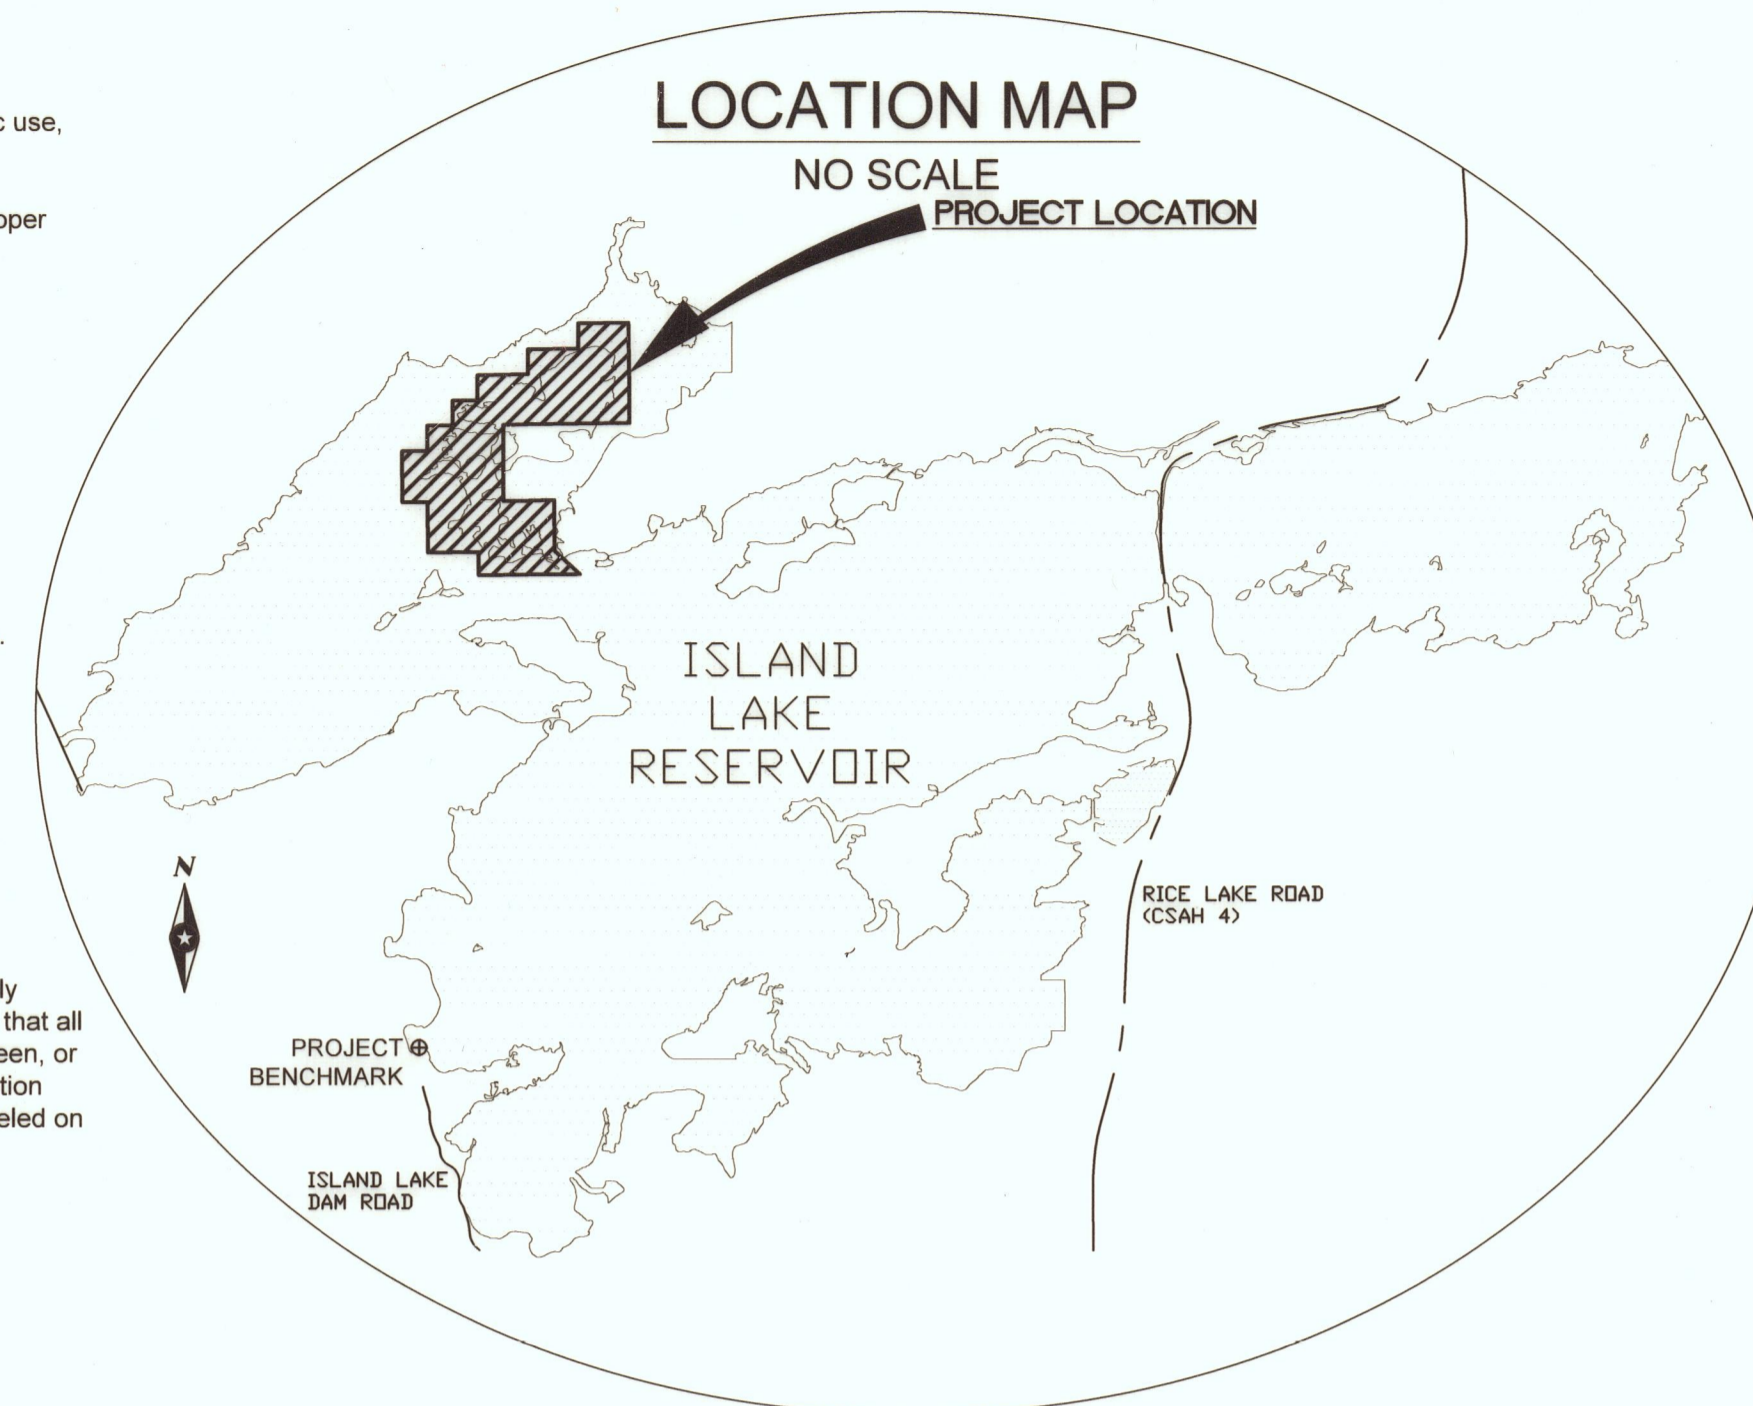 c use,
oper
.
ly
that all
een, or
tion
eled on
LOCATION MAP
NO SCALE
PROJECT LOCATION
ISLAND
LAKE
RESERVOIR
N
RICE LAKE ROAD
(CSAH 4)
PROJECT
BENCHMARK
ISLAND LAKE
DAM ROAD